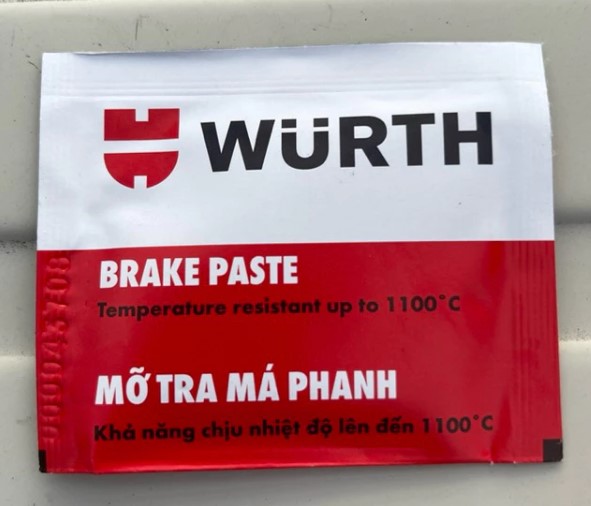 WÜRTH
BRAKE PASTE
Temperature resistant up to 1100°C
MỠ TRA MÁ PHANH
Khả năng chịu nhiệt độ lên đến 1100°C